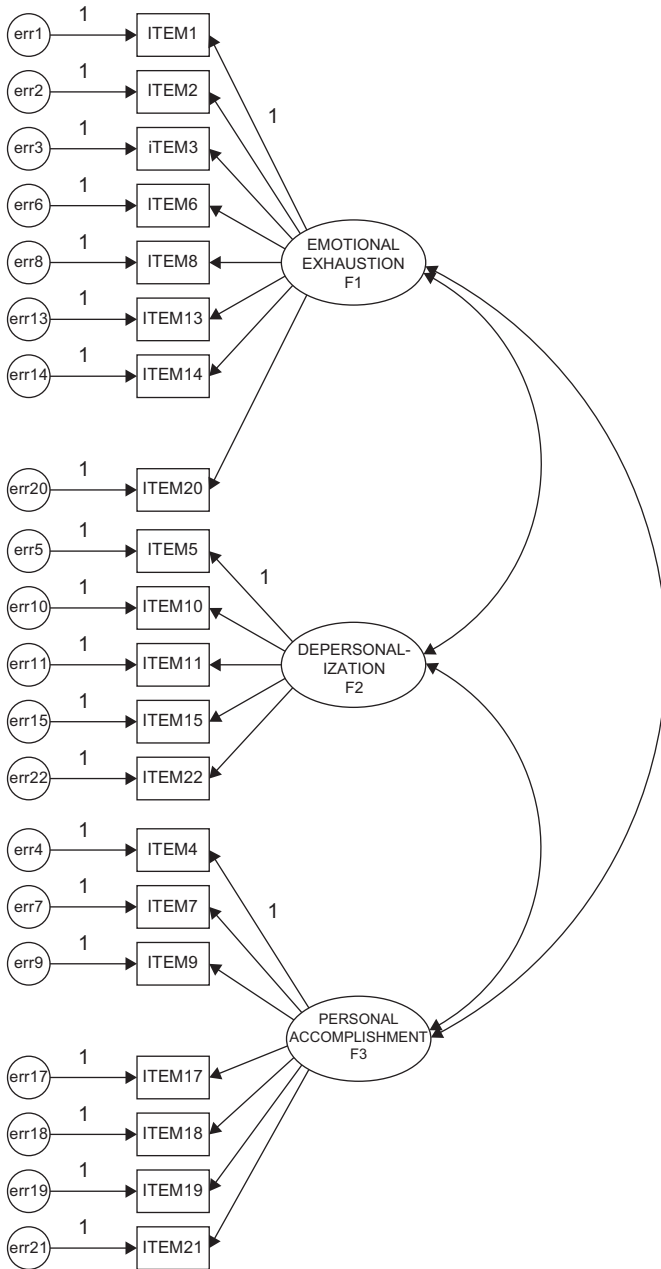 1
err1 ITEM1
1
err2 ITEM2
1
1
err3 iTEM3
1
err6 ITEM6
1
err8 ITEM8
EMOTIONAL
EXHAUSTION
F1
1
err13 ITEM13
1
err14 ITEM14
1
err20 ITEM20
1
err5 ITEM5
1
1
err10 ITEM10
1
err11 ITEM11
DEPERSONAL-
IZATION
F2
1
err15 ITEM15
1
err22 ITEM22
1
err4 ITEM4
1
err7 ITEM7
1
1
err9 ITEM9
PERSONAL
ACCOMPLISHMENT
F3
1
err17 ITEM17
1
err18 ITEM18
1
err19 ITEM19
1
err21 ITEM21